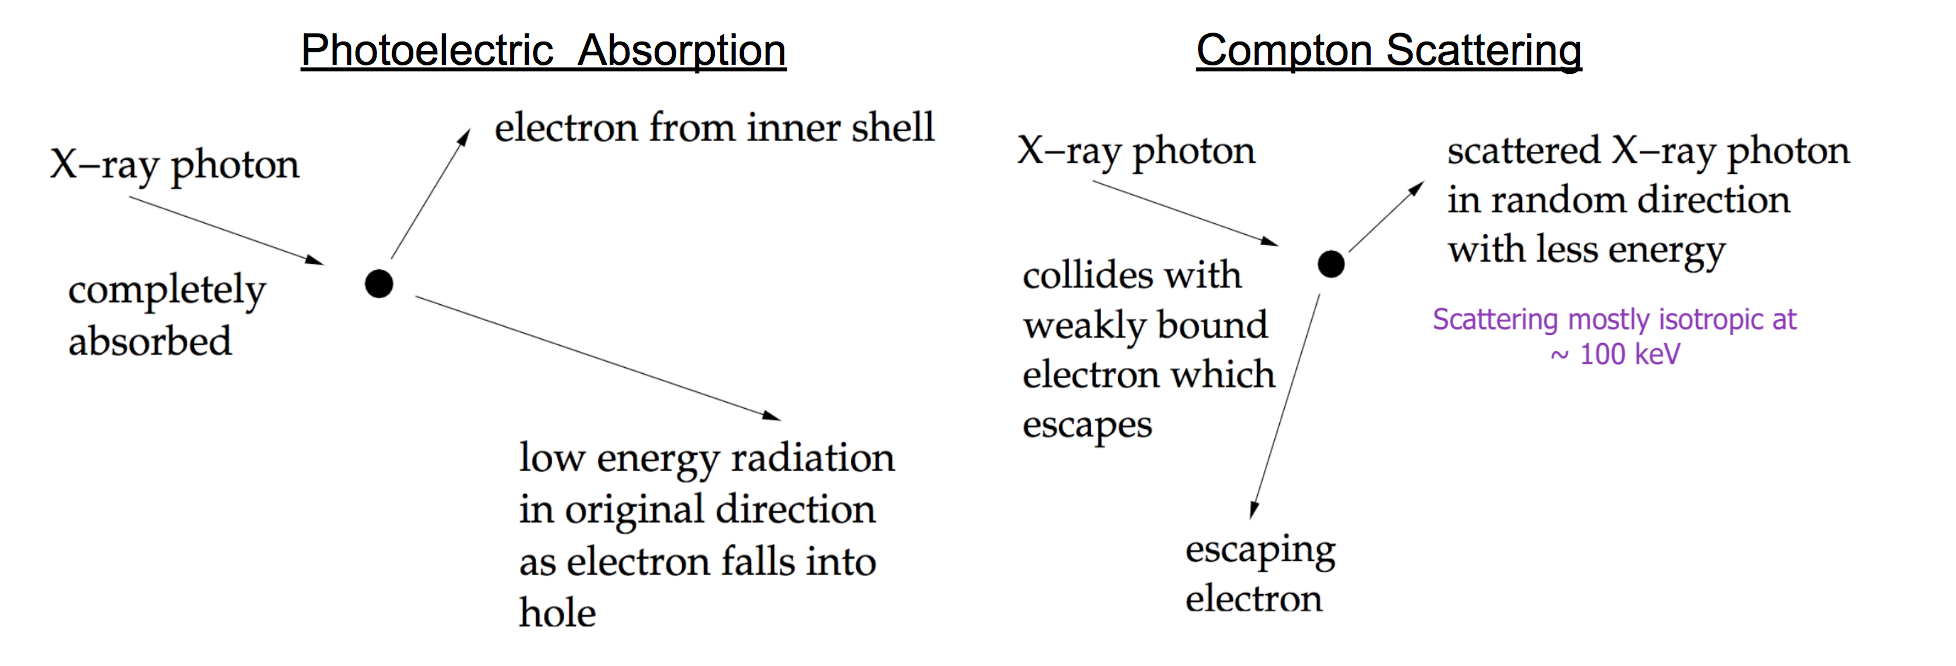 Photoelectric Absorption
X–ray photon
electron from inner shell
completely
absorbed
low energy radiation
in original direction
as electron falls into
hole
Compton Scattering
X–ray photon
scattered X–ray photon
in random direction
with less energy
Scattering mostly isotropic at
~ 100 keV
collides with
weakly bound
electron which
escapes
escaping
electron